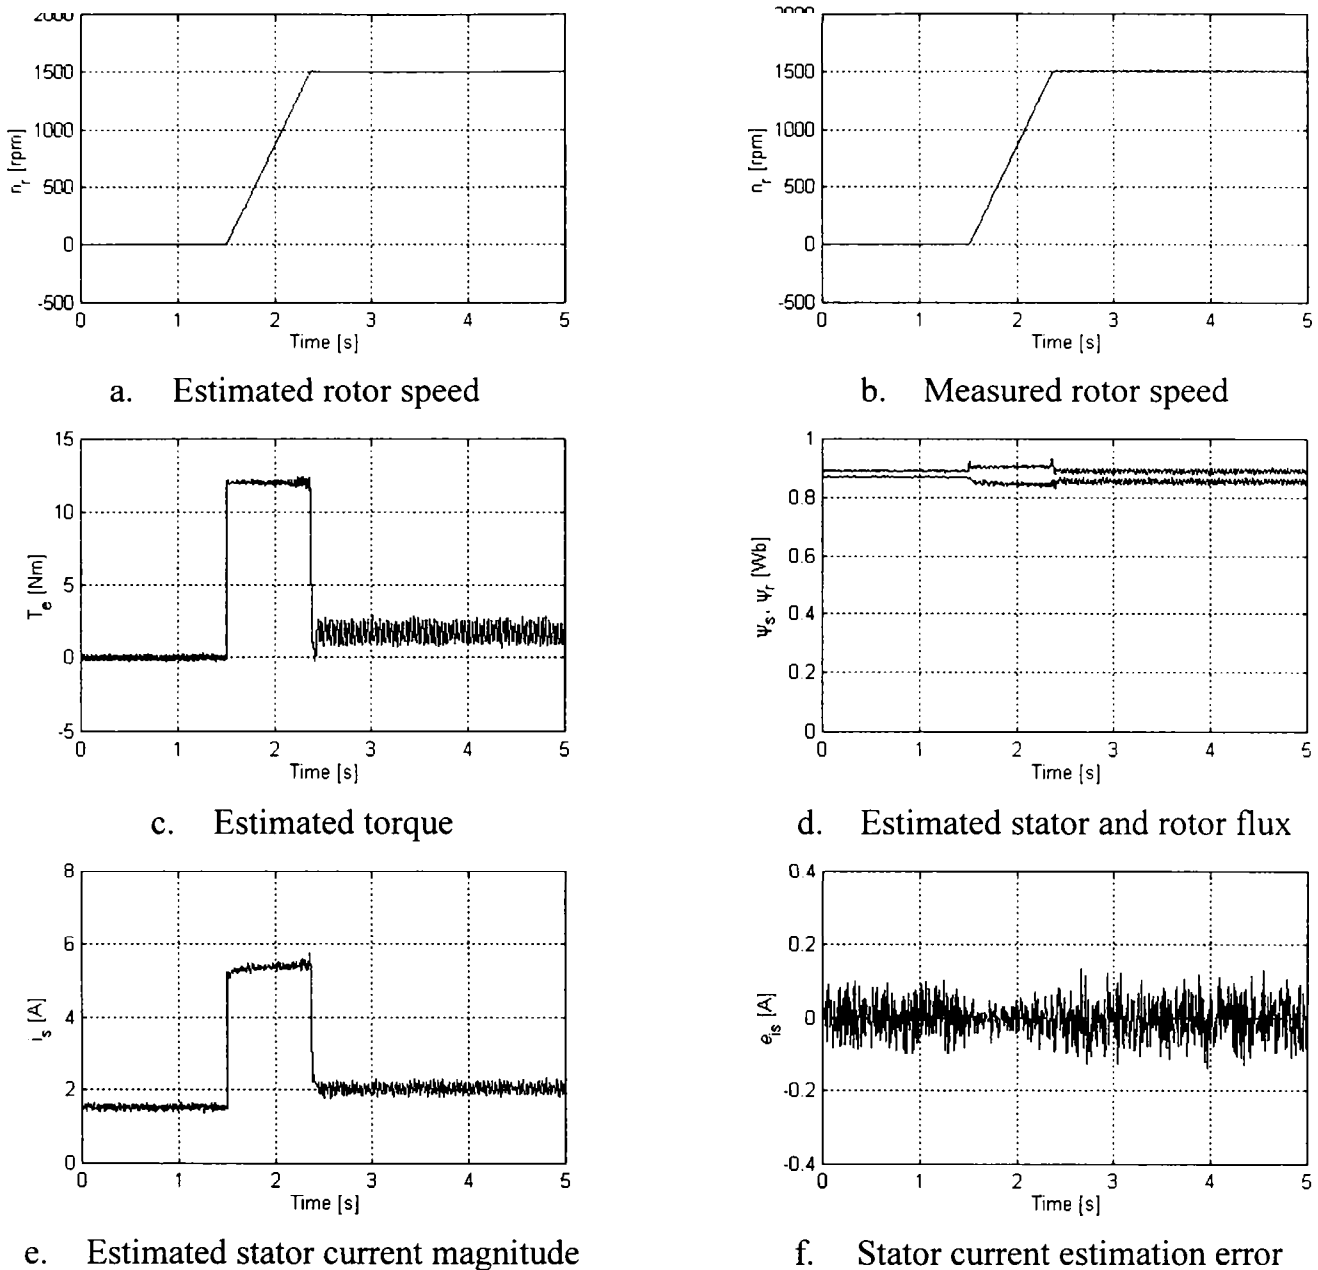 2000
1500
1000
500
0
-500
n_r [rpm]
0 1 2 3 4 5
Time [s]
a. Estimated rotor speed
2000
1500
1000
500
0
-500
n_r [rpm]
0 1 2 3 4 5
Time [s]
b. Measured rotor speed
15
10
5
0
-5
T_e [Nm]
0 1 2 3 4 5
Time [s]
c. Estimated torque
1
0.8
0.6
0.4
0.2
0
Ψ_s, Ψ_r [Wb]
0 1 2 3 4 5
Time [s]
d. Estimated stator and rotor flux
8
6
4
2
0
i_s [A]
0 1 2 3 4 5
Time [s]
e. Estimated stator current magnitude
0.4
0.2
0
-0.2
-0.4
e_is [A]
0 1 2 3 4 5
Time [s]
f. Stator current estimation error